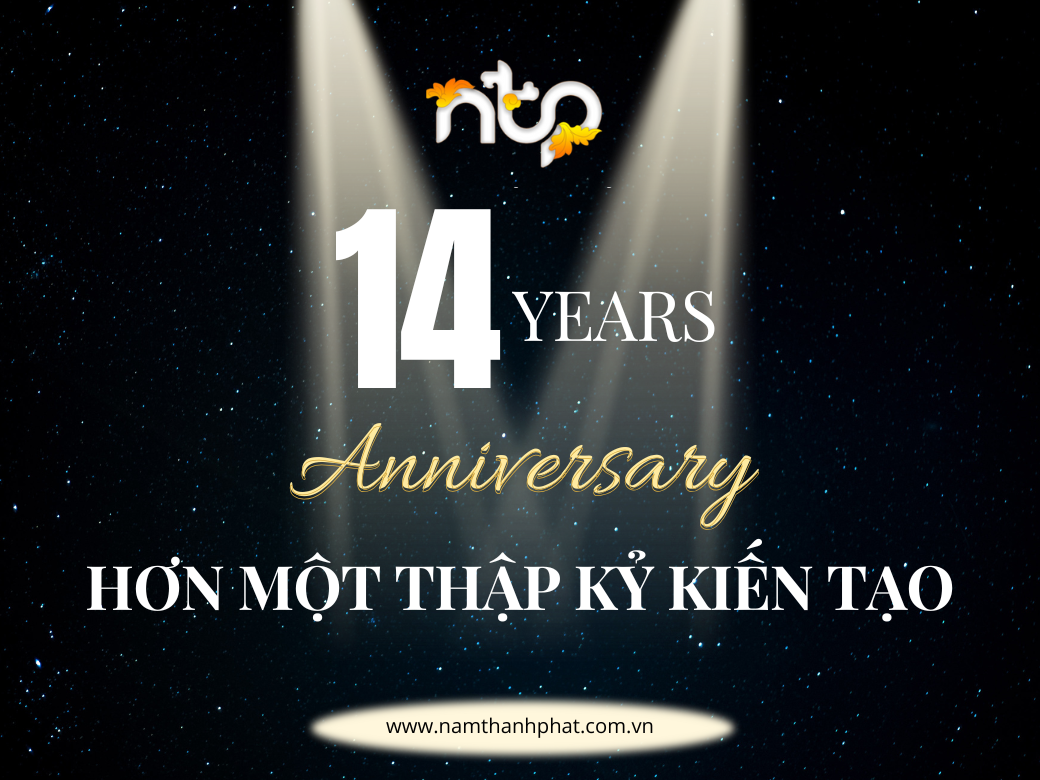 ntp
14 YEARS
Anniversary
HƠN MỘT THẬP KỶ KIẾN TẠO
www.namthanhphat.com.vn